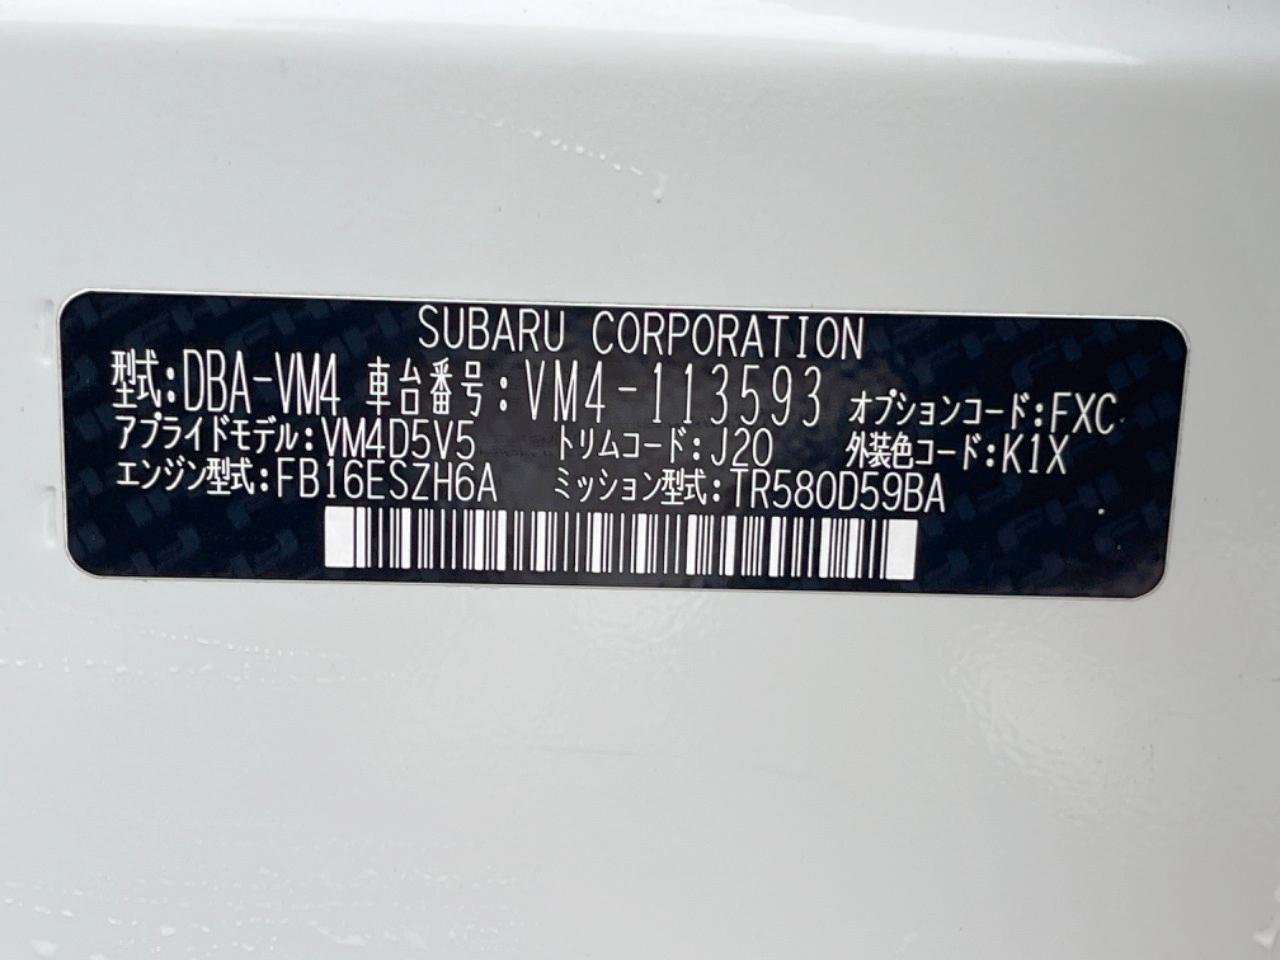 SUBARU CORPORATION
型式:DBA-VM4 車台番号:VM4-113593 オプションコード:FXC
アプライドモデル:VM4D5V5 トリムコード:J20 外装色コード:K1X
エンジン型式:FB16ESZH6A ミッション型式:TR580D59BA